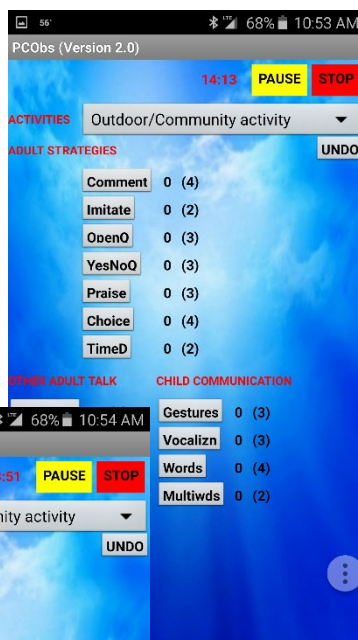 56° 68% 10:53 AM
PCObs (Version 2.0)
14:13 PAUSE STOP
ACTIVITIES Outdoor/Community activity
ADULT STRATEGIES UNDO
Comment 0 (4)
Imitate 0 (2)
OpenQ 0 (3)
YesNoQ 0 (3)
Praise 0 (3)
Choice 0 (4)
TimeD 0 (2)
OTHER ADULT TALK CHILD COMMUNICATION
Gestures 0 (3)
Vocalizn 0 (3)
Words 0 (4)
Multiwds 0 (2)
68% 10:54 AM
:51 PAUSE STOP
nity activity
UNDO